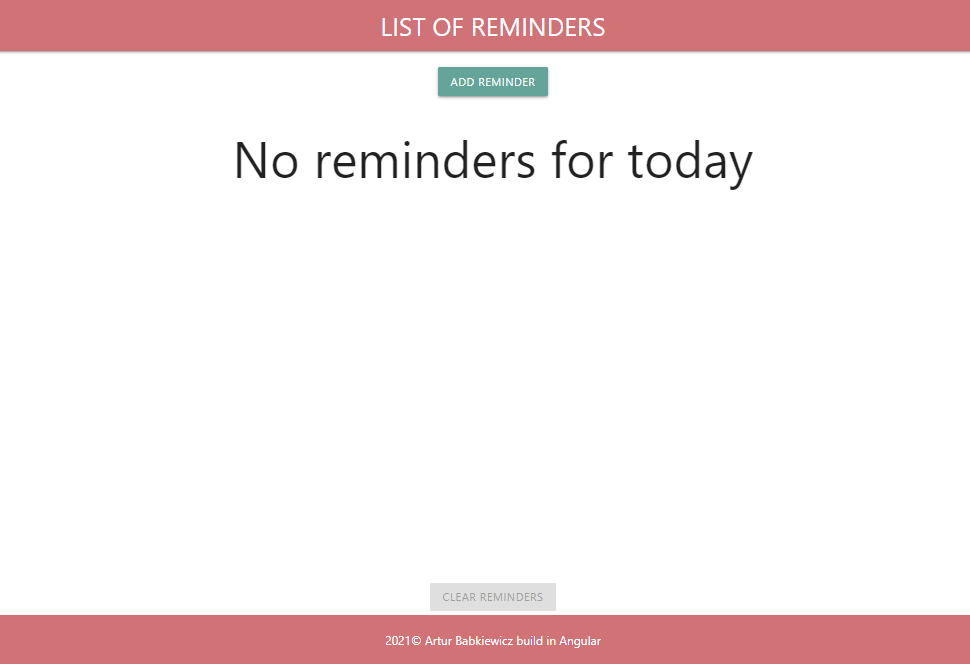 LIST OF REMINDERS
ADD REMINDER
No reminders for today
CLEAR REMINDERS
2021© Artur Babkiewicz build in Angular